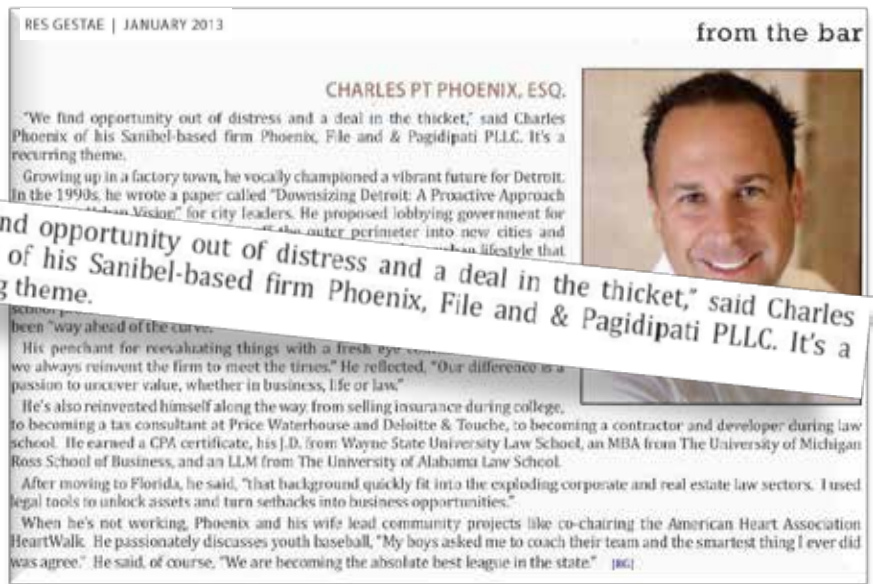 RES GESTAE | JANUARY 2013
from the bar
CHARLES PT PHOENIX, ESQ.
"We find opportunity out of distress and a deal in the thicket," said Charles
Phoenix of his Sanibel-based firm Phoenix, File and & Pagidipati PLLC. It's a
recurring theme.
Growing up in a factory town, he vocally championed a vibrant future for Detroit.
In the 1990s, he wrote a paper called "Downsizing Detroit: A Proactive Approach
Urban Vision" for city leaders. He proposed lobbying government for
outer perimeter into new cities and
lifestyle that
nd opportunity out of distress and a deal in the thicket," said Charles
of his Sanibel-based firm Phoenix, File and & Pagidipati PLLC. It's a
g theme.
been "way ahead of the curve."
His penchant for reevaluating things with a fresh eye
we always reinvent the firm to meet the times." He reflected, "Our difference is a
passion to uncover value, whether in business, life or law."
He's also reinvented himself along the way, from selling insurance during college,
to becoming a tax consultant at Price Waterhouse and Deloitte & Touche, to becoming a contractor and developer during law
school. He earned a CPA certificate, his J.D. from Wayne State University Law School, an MBA from The University of Michigan
Ross School of Business, and an LLM from The University of Alabama Law School.
After moving to Florida, he said, "that background quickly fit into the exploding corporate and real estate law sectors. I used
legal tools to unlock assets and turn setbacks into business opportunities."
When he's not working, Phoenix and his wife lead community projects like co-chairing the American Heart Association
HeartWalk. He passionately discusses youth baseball, "My boys asked me to coach their team and the smartest thing I ever did
was agree." He said, of course, "We are becoming the absolute best league in the state." [RG]